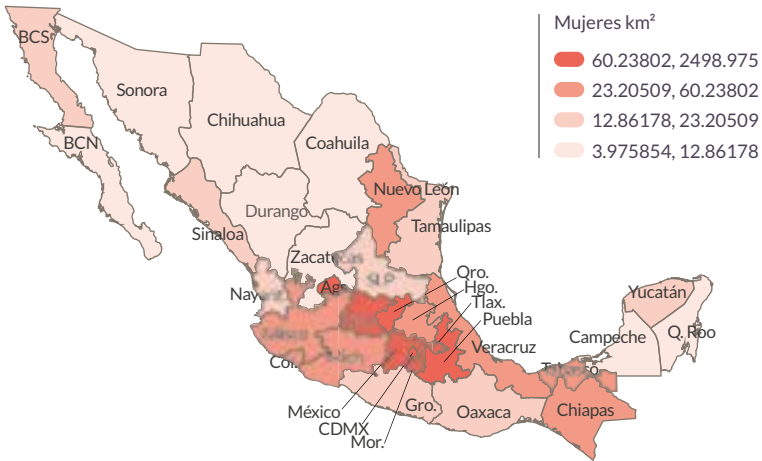 Mujeres km²
60.23802, 2498.975
23.20509, 60.23802
12.86178, 23.20509
3.975854, 12.86178
BCS
Sonora
Chihuahua
BCN
Coahuila
Nuevo León
Durango
Tamaulipas
Sinaloa
Zacatecas
SLP
Ags
Qro.
Hgo.
Tlax.
Puebla
Yucatán
Q. Roo
Campeche
Veracruz
México
CDMX
Mor.
Gro.
Oaxaca
Chiapas